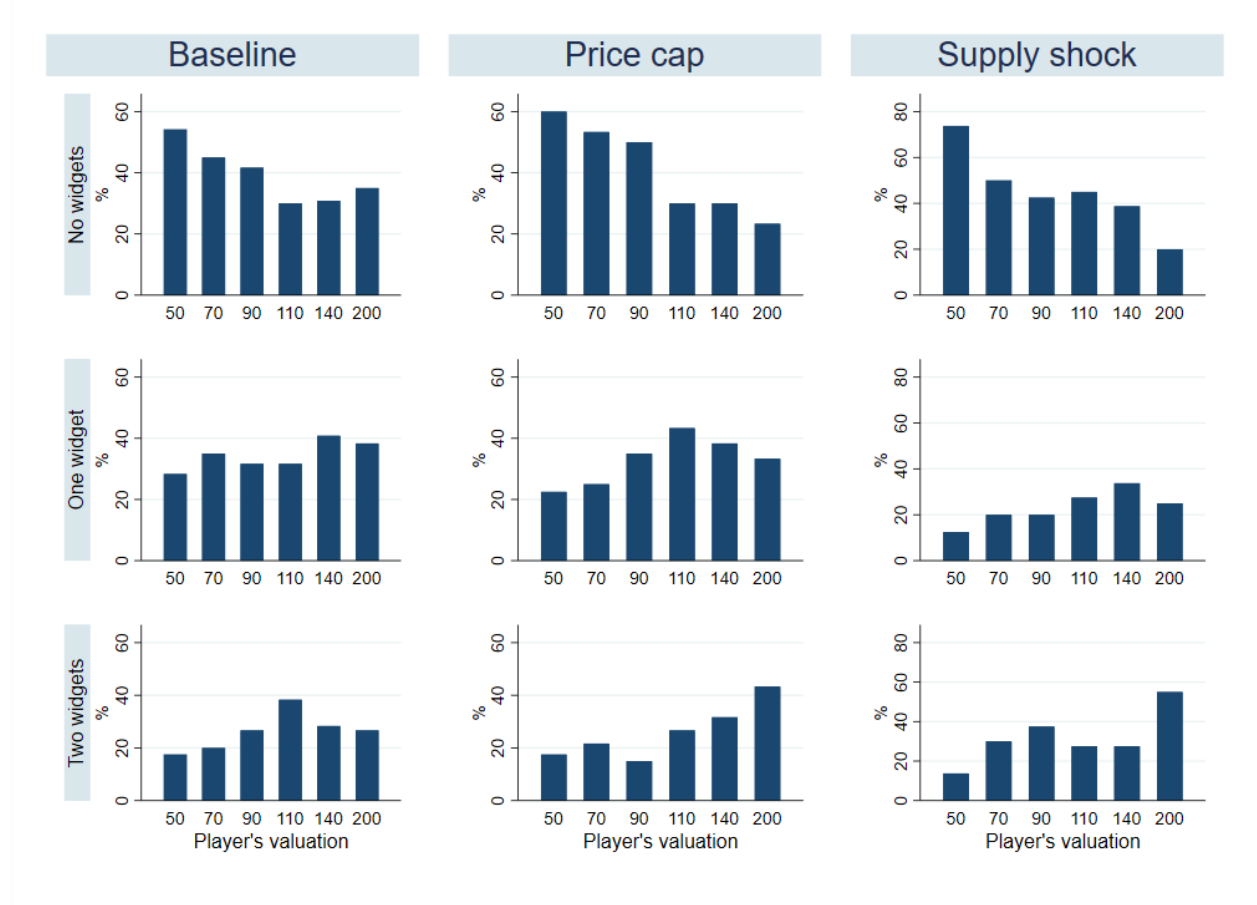 Baseline Price cap Supply shock
No widgets
%
0 20 40 60
50 70 90 110 140 200
%
0 20 40 60
50 70 90 110 140 200
%
0 20 40 60 80
50 70 90 110 140 200
One widget
%
0 20 40 60
50 70 90 110 140 200
%
0 20 40 60
50 70 90 110 140 200
%
0 20 40 60 80
50 70 90 110 140 200
Two widgets
%
0 20 40 60
50 70 90 110 140 200
Player's valuation
%
0 20 40 60
50 70 90 110 140 200
Player's valuation
%
0 20 40 60 80
50 70 90 110 140 200
Player's valuation